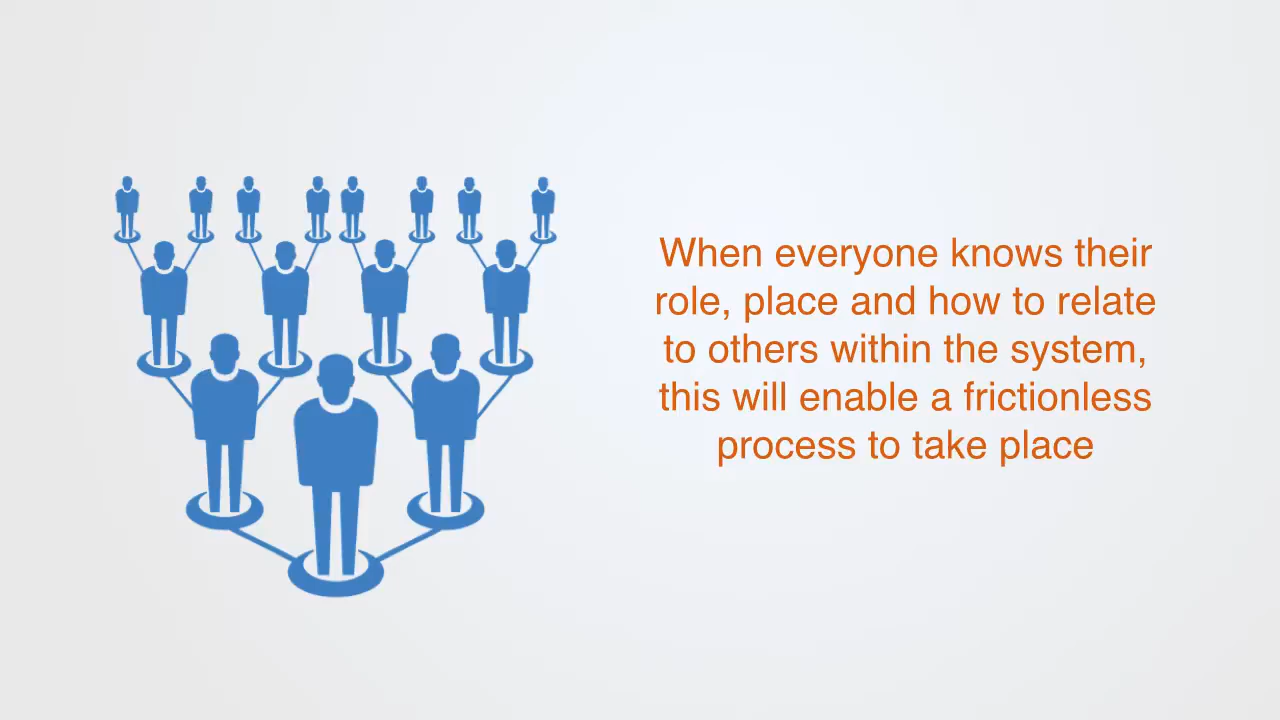 When everyone knows their
role, place and how to relate
to others within the system,
this will enable a frictionless
process to take place